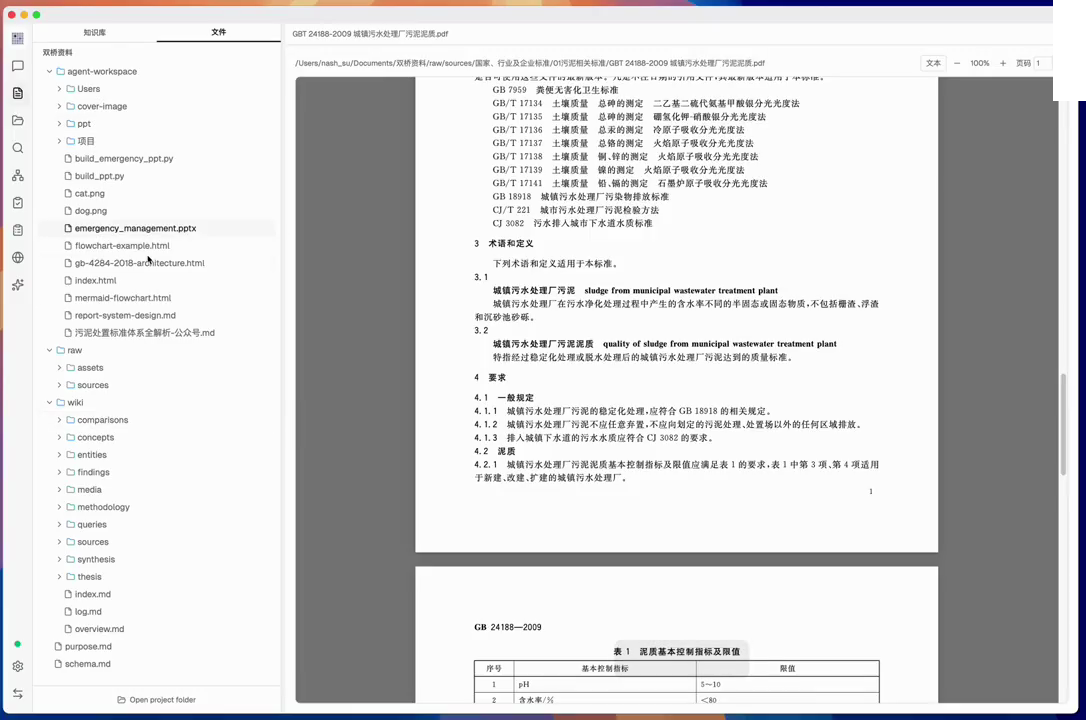 知识库
文件
双桥资料
agent-workspace
Users
cover-image
ppt
项目
build_emergency_ppt.py
build_ppt.py
cat.png
dog.png
emergency_management.pptx
flowchart-example.html
gb-4284-2018-architecture.html
index.html
mermaid-flowchart.html
report-system-design.md
污泥处置标准体系全解析-公众号.md
raw
assets
sources
wiki
comparisons
concepts
entities
findings
media
methodology
queries
sources
synthesis
thesis
index.md
log.md
overview.md
purpose.md
schema.md
Open project folder
GBT 24188-2009 城镇污水处理厂污泥泥质.pdf
/Users/nash_su/Documents/双桥资料/raw/sources/国家、行业及企业标准/01污泥相关标准/GBT 24188-2009 城镇污水处理厂污泥泥质.pdf
文本
100%
页码 1
是否可使用这些文件的最新版本。凡是不注日期的引用文件,其最新版本适用于本标准。
GB 7959 粪便无害化卫生标准
GB/T 17134 土壤质量 总砷的测定 二乙基二硫代氨基甲酸银分光光度法
GB/T 17135 土壤质量 总砷的测定 硼氢化钾-硝酸银分光光度法
GB/T 17136 土壤质量 总汞的测定 冷原子吸收分光光度法
GB/T 17137 土壤质量 总铬的测定 火焰原子吸收分光光度法
GB/T 17138 土壤质量 铜、锌的测定 火焰原子吸收分光光度法
GB/T 17139 土壤质量 镍的测定 火焰原子吸收分光光度法
GB/T 17141 土壤质量 铅、镉的测定 石墨炉原子吸收分光光度法
GB 18918 城镇污水处理厂污染物排放标准
CJ/T 221 城市污水处理厂污泥检验方法
CJ 3082 污水排入城市下水道水质标准
3 术语和定义
下列术语和定义适用于本标准。
3.1
城镇污水处理厂污泥 sludge from municipal wastewater treatment plant
城镇污水处理厂在污水净化处理过程中产生的含水率不同的半固态或固态物质,不包括栅渣、浮渣
和沉砂池砂砾。
3.2
城镇污水处理厂污泥泥质 quality of sludge from municipal wastewater treatment plant
特指经过稳定化处理或脱水处理后的城镇污水处理厂污泥达到的质量标准。
4 要求
4.1 一般规定
4.1.1 城镇污水处理厂污泥的稳定化处理,应符合 GB 18918 的相关规定。
4.1.2 城镇污水处理厂污泥不应任意弃置,不应向划定的污泥处理、处置场以外的任何区域排放。
4.1.3 排入城镇下水道的污水水质应符合 CJ 3082 的要求。
4.2 泥质
4.2.1 城镇污水处理厂污泥泥质基本控制指标及限值应满足表 1 的要求,表 1 中第 3 项、第 4 项适用
于新建、改建、扩建的城镇污水处理厂。
1
GB 24188—2009
表 1 泥质基本控制指标及限值
序号 基本控制指标 限值
1 pH 5~10
2 含水率/% <80